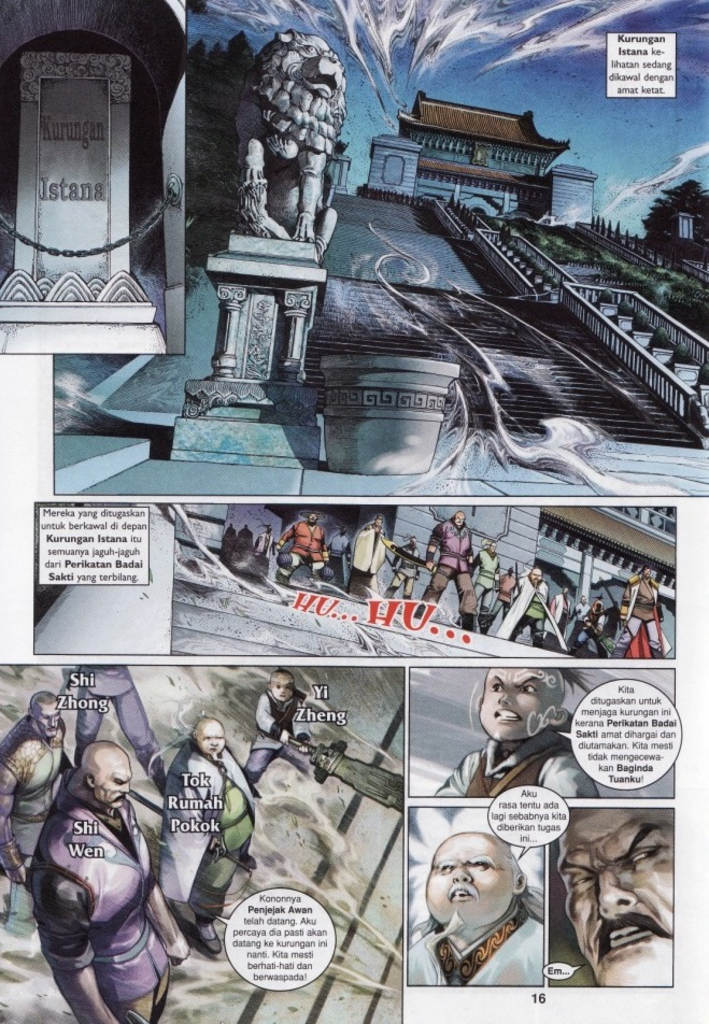 Kurungan
Istana
Kurungan
Istana ke-
lihatan sedang
dikawal dengan
amat ketat.
Mereka yang ditugaskan
untuk berkawal di depan
Kurungan Istana itu
semuanya jaguh-jaguh
dari Perikatan Badai
Sakti yang terbilang.
HU... HU...
Shi
Zhong
Yi
Zheng
Tok
Rumah
Pokok
Shi
Wen
Kononnya
Penjejak Awan
telah datang. Aku
percaya dia pasti akan
datang ke kurungan ini
nanti. Kita mesti
berhati-hati dan
berwaspada!
Kita
ditugaskan untuk
menjaga kurungan ini
kerana Perikatan Badai
Sakti amat dihargai dan
diutamakan. Kita mesti
tidak mengecewa-
kan Baginda
Tuanku!
Aku
rasa tentu ada
lagi sebabnya kita
diberikan tugas
ini...
Em...
16